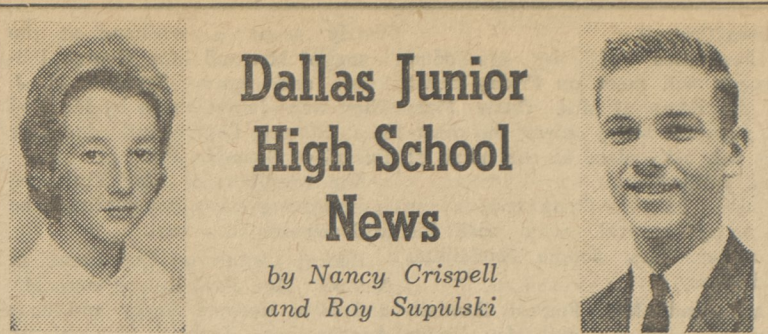 Dallas Junior
High School
News
by Nancy Crispell
and Roy Supulski